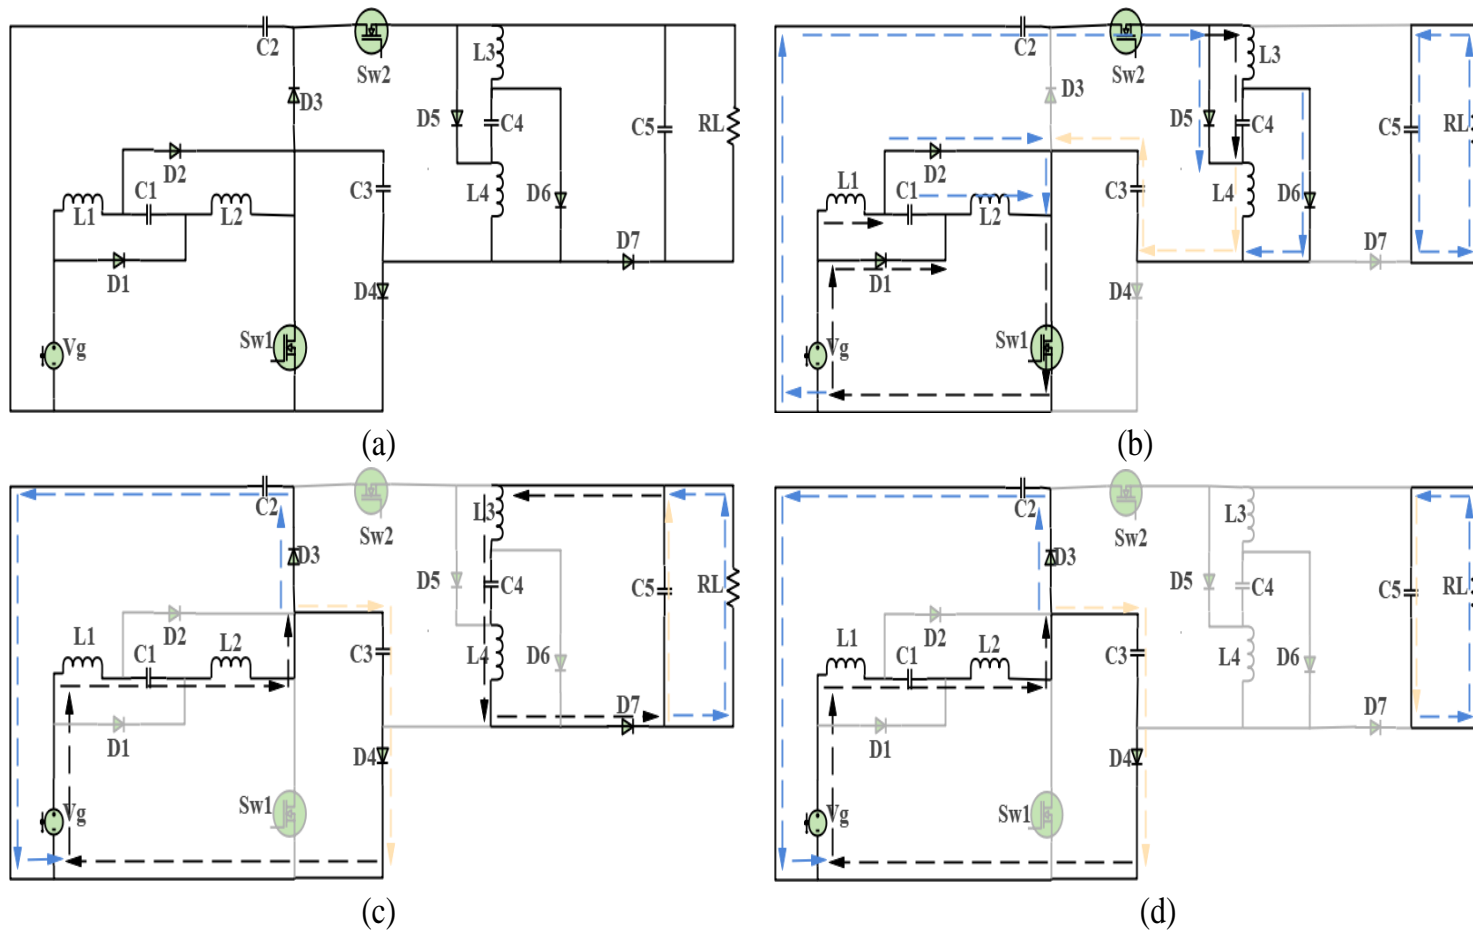 C2
Sw2
L3
D3
D5
C4
C5
RL
D2
C3
L4
D6
L1
C1
L2
D7
D1
D4
Sw1
Vg
(a)
C2
Sw2
L3
D3
D5
C4
C5
RL
D2
L1
C3
L4
D6
C1
L2
D7
D1
D4
Sw1
Vg
(b)
C2
L3
Sw2
D3
D5
C4
C5
RL
D2
L1
C1
L2
C3
L4
D6
D7
D1
D4
Sw1
Vg
(c)
C2
L3
Sw2
D3
D5
C4
C5
RL
D2
L1
C1
L2
C3
L4
D6
D7
D1
D4
Sw1
Vg
(d)